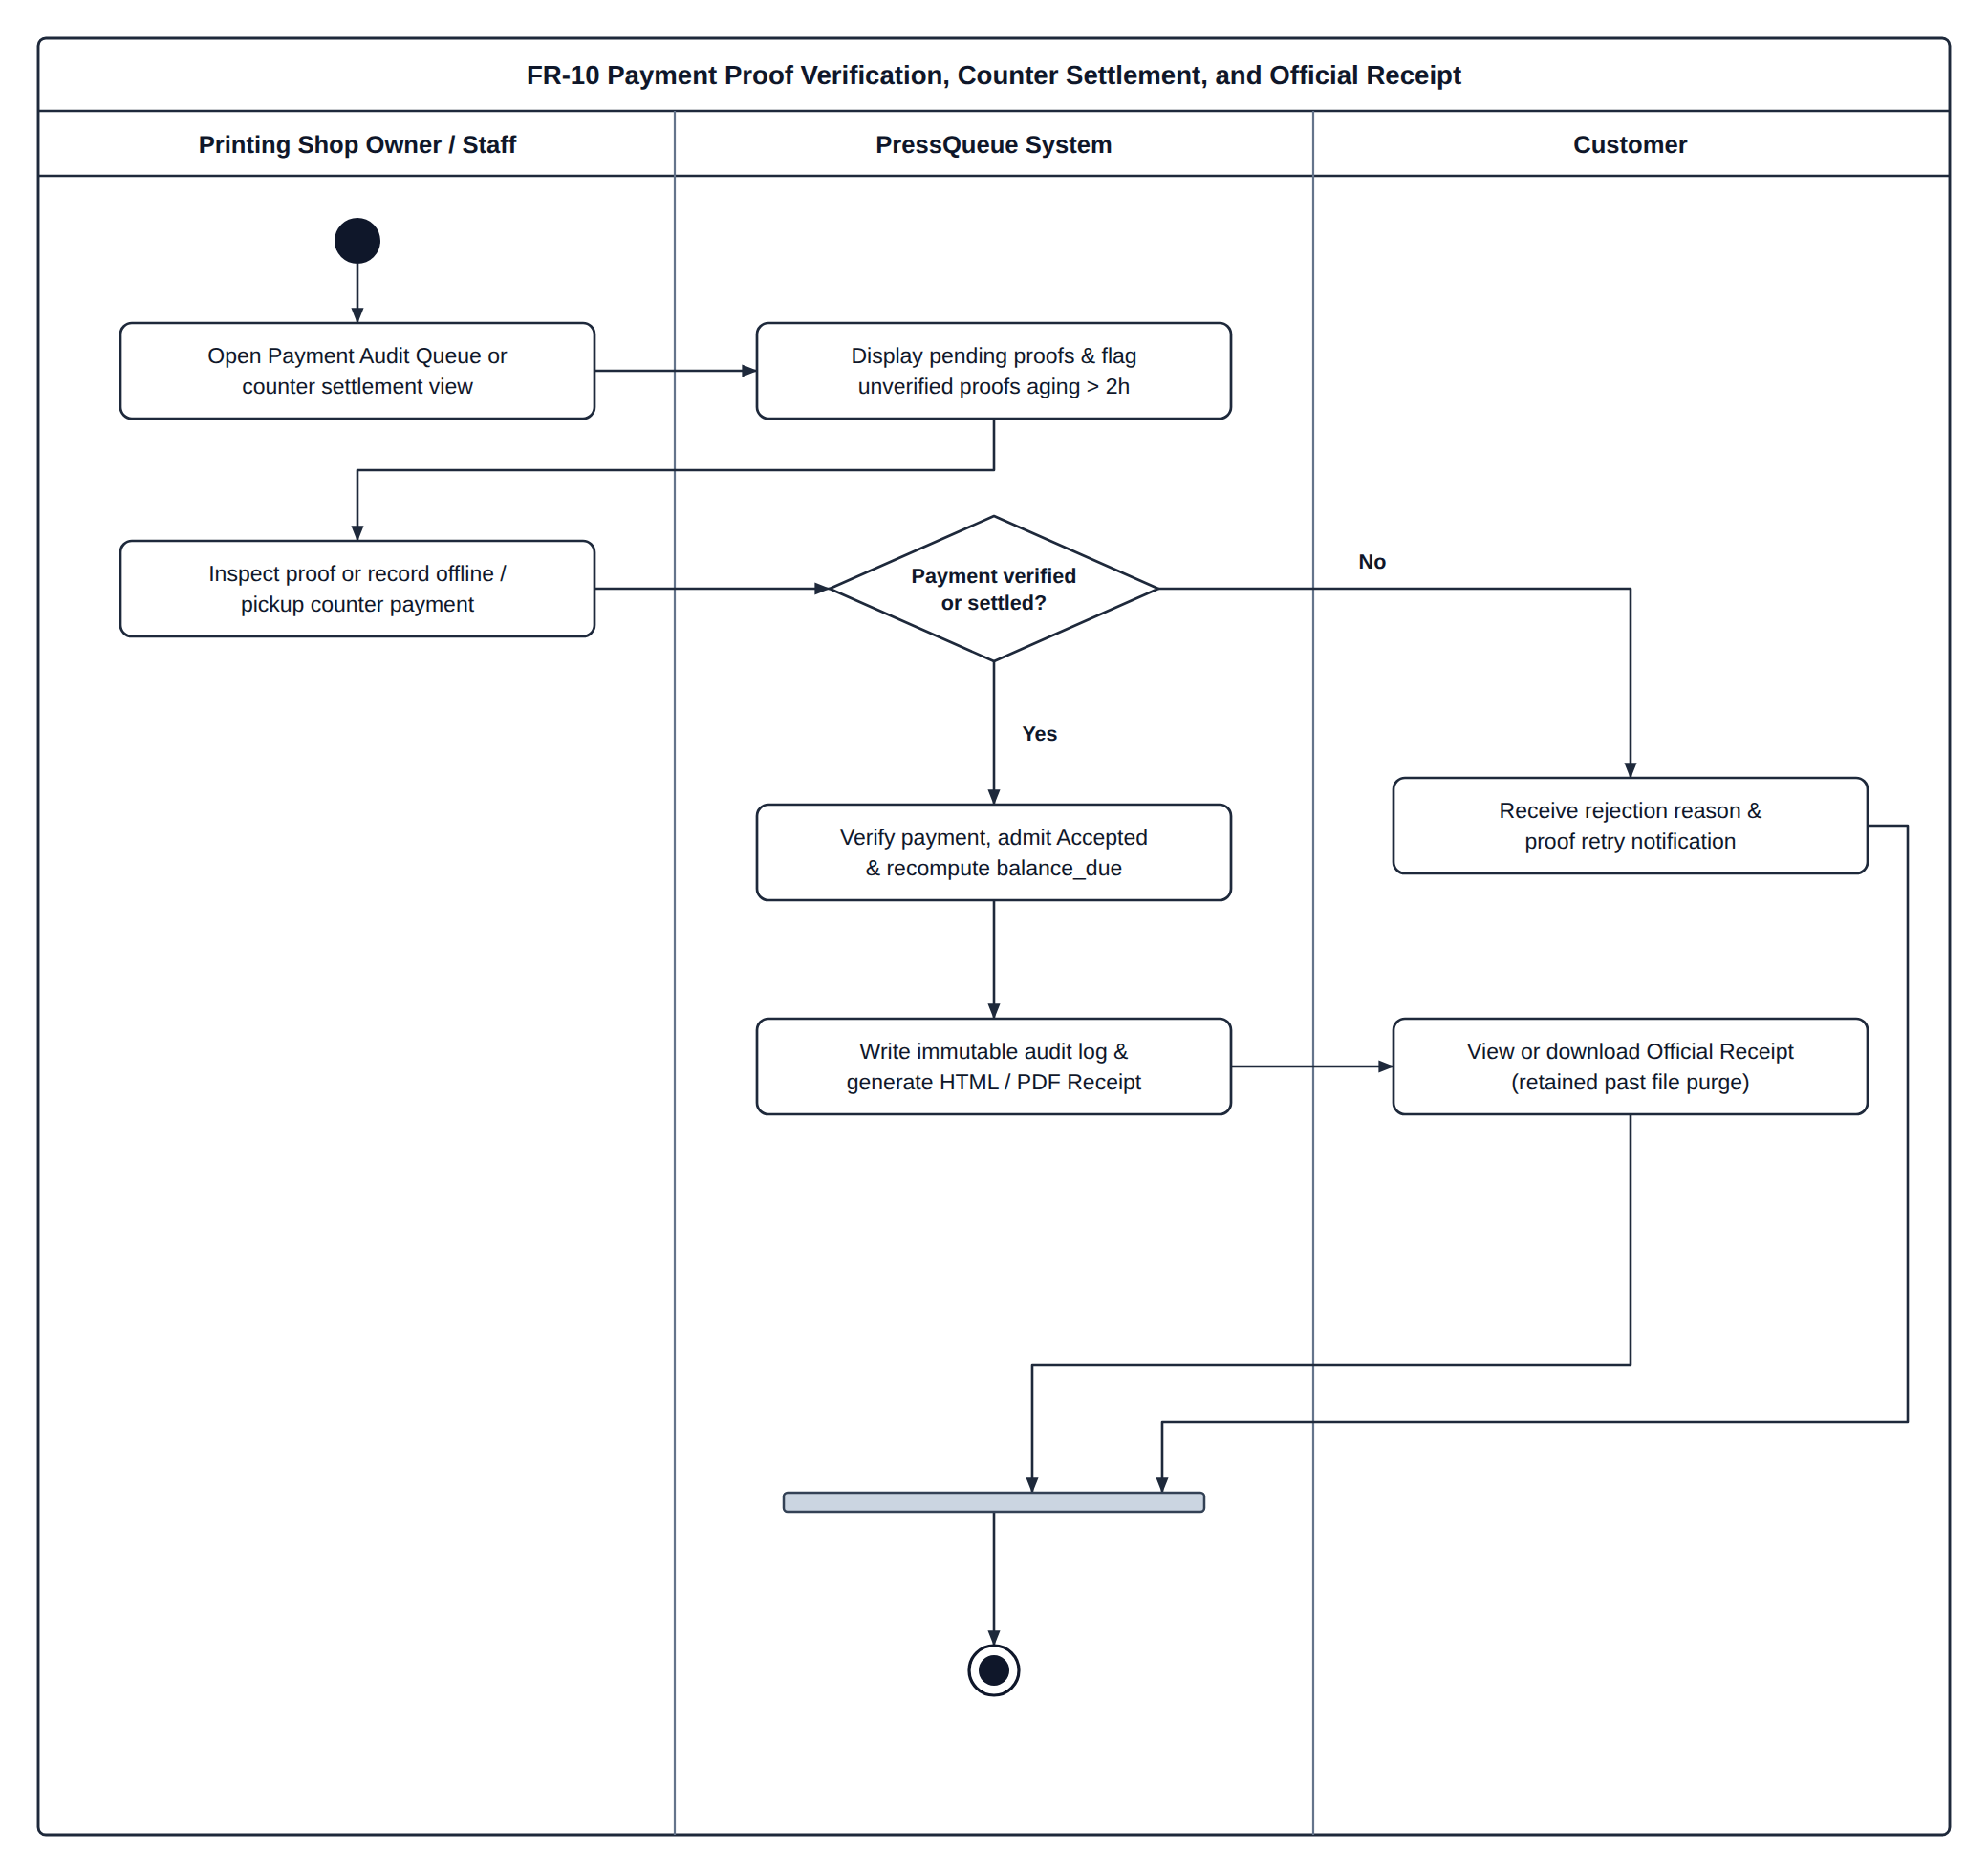 FR-10 Payment Proof Verification, Counter Settlement, and Official Receipt
Printing Shop Owner / Staff
PressQueue System
Customer
Open Payment Audit Queue or
counter settlement view
Display pending proofs & flag
unverified proofs aging > 2h
Inspect proof or record offline /
pickup counter payment
Payment verified
or settled?
No
Yes
Verify payment, admit Accepted
& recompute balance_due
Receive rejection reason &
proof retry notification
Write immutable audit log &
generate HTML / PDF Receipt
View or download Official Receipt
(retained past file purge)